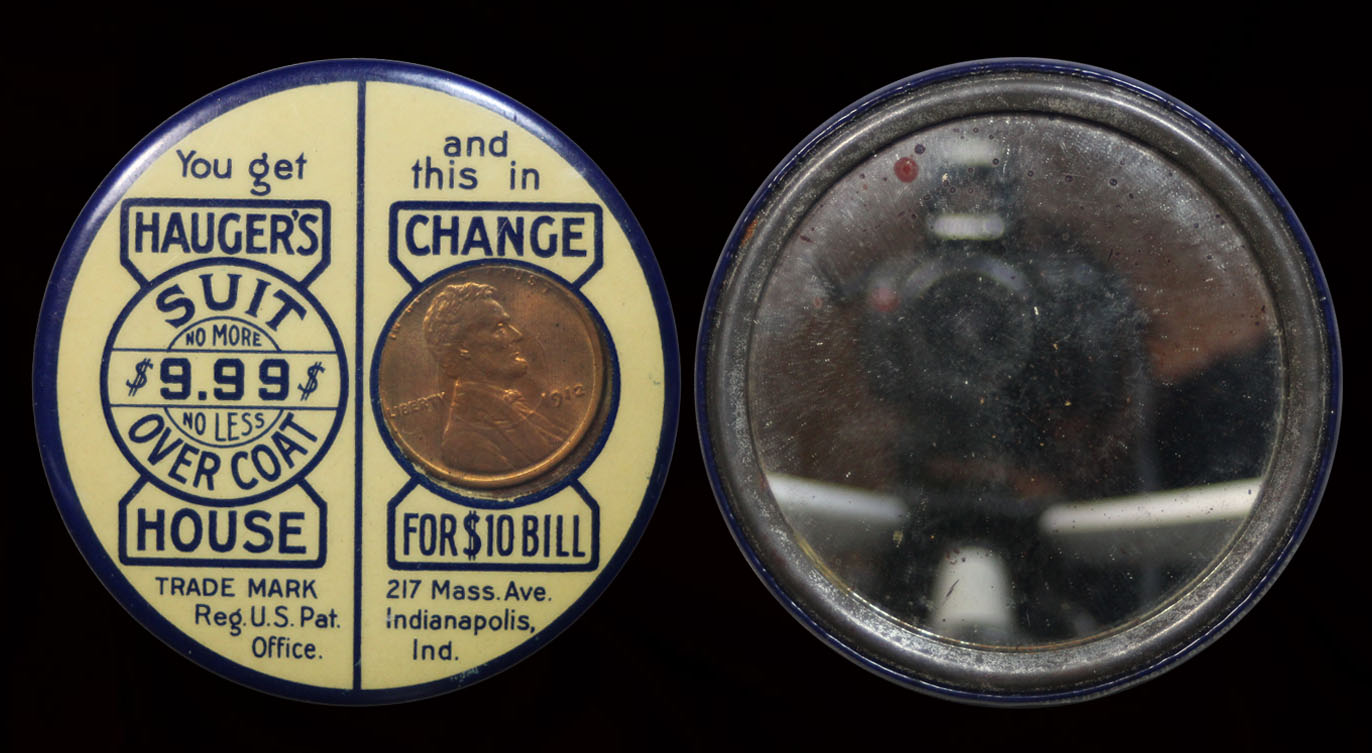 You get
HAUGER'S
SUIT
NO MORE
$9.99$
NO LESS
OVER COAT
HOUSE
TRADE MARK
Reg. U.S. Pat.
Office.
and
this in
CHANGE
LIBERTY
1912
FOR $10 BILL
217 Mass. Ave.
Indianapolis,
Ind.